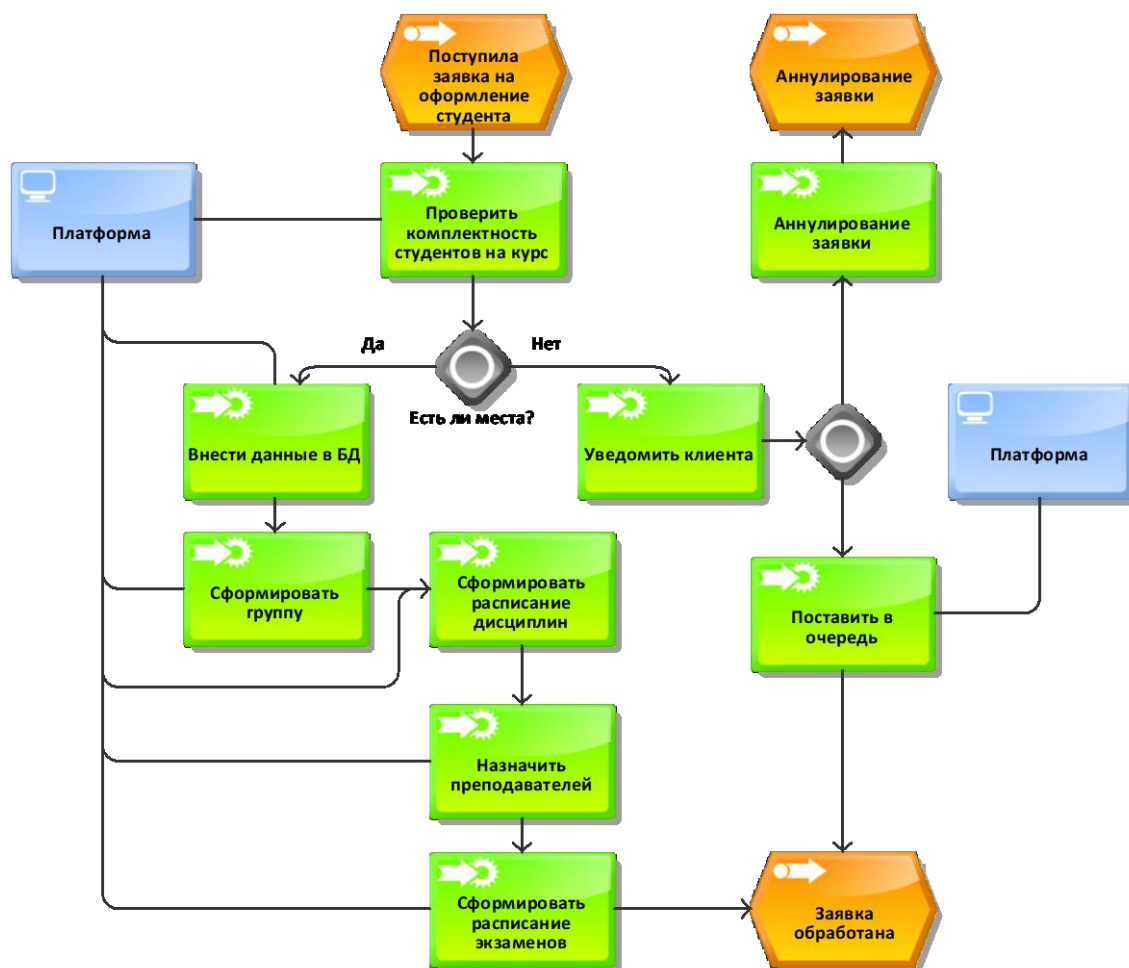 Поступила
заявка на
оформление
студента
Аннулирование
заявки
Платформа
Проверить
комплектность
студентов на курс
Аннулирование
заявки
Да
Нет
Есть ли места?
Внести данные в БД
Уведомить клиента
Платформа
Сформировать
группу
Сформировать
расписание
дисциплин
Поставить в
очередь
Назначить
преподавателей
Сформировать
расписание
экзаменов
Заявка
обработана